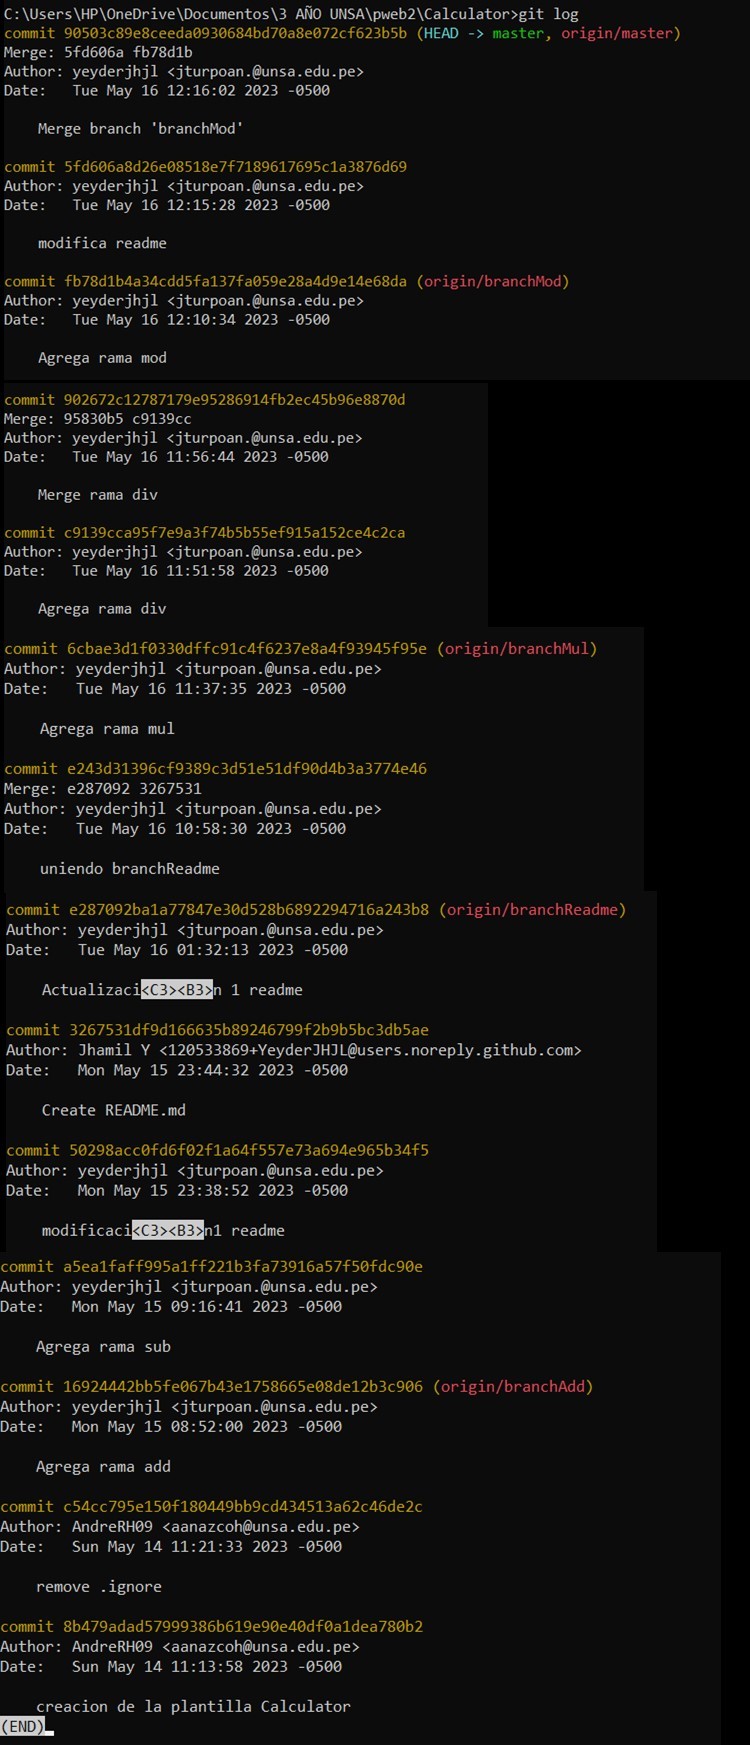 C:\Users\HP\OneDrive\Documentos\3 AÑO UNSA\pweb2\Calculator>git log
commit 90503c89e8ceeda0930684bd70a8e072cf623b5b (HEAD -> master, origin/master)
Merge: 5fd606a fb78d1b
Author: yeyderjhjl <jturpoan.@unsa.edu.pe>
Date:   Tue May 16 12:16:02 2023 -0500
Merge branch 'branchMod'
commit 5fd606a8d26e08518e7f7189617695c1a3876d69
Author: yeyderjhjl <jturpoan.@unsa.edu.pe>
Date:   Tue May 16 12:15:28 2023 -0500
modifica readme
commit fb78d1b4a34cdd5fa137fa059e28a4d9e14e68da (origin/branchMod)
Author: yeyderjhjl <jturpoan.@unsa.edu.pe>
Date:   Tue May 16 12:10:34 2023 -0500
Agrega rama mod
commit 902672c12787179e95286914fb2ec45b96e8870d
Merge: 95830b5 c9139cc
Author: yeyderjhjl <jturpoan.@unsa.edu.pe>
Date:   Tue May 16 11:56:44 2023 -0500
Merge rama div
commit c9139cca95f7e9a3f74b5b55ef915a152ce4c2ca
Author: yeyderjhjl <jturpoan.@unsa.edu.pe>
Date:   Tue May 16 11:51:58 2023 -0500
Agrega rama div
commit 6cbae3d1f0330dffc91c4f6237e8a4f93945f95e (origin/branchMul)
Author: yeyderjhjl <jturpoan.@unsa.edu.pe>
Date:   Tue May 16 11:37:35 2023 -0500
Agrega rama mul
commit e243d31396cf9389c3d51e51df90d4b3a3774e46
Merge: e287092 3267531
Author: yeyderjhjl <jturpoan.@unsa.edu.pe>
Date:   Tue May 16 10:58:30 2023 -0500
uniendo branchReadme
commit e287092ba1a77847e30d528b6892294716a243b8 (origin/branchReadme)
Author: yeyderjhjl <jturpoan.@unsa.edu.pe>
Date:   Tue May 16 01:32:13 2023 -0500
Actualizaci<C3><B3>n 1 readme
commit 3267531df9d166635b89246799f2b9b5bc3db5ae
Author: Jhamil Y <120533869+YeyderJHJL@users.noreply.github.com>
Date:   Mon May 15 23:44:32 2023 -0500
Create README.md
commit 50298acc0fd6f02f1a64f557e73a694e965b34f5
Author: yeyderjhjl <jturpoan.@unsa.edu.pe>
Date:   Mon May 15 23:38:52 2023 -0500
modificaci<C3><B3>n1 readme
commit a5ea1faff995a1ff221b3fa73916a57f50fdc90e
Author: yeyderjhjl <jturpoan.@unsa.edu.pe>
Date:   Mon May 15 09:16:41 2023 -0500
Agrega rama sub
commit 16924442bb5fe067b43e1758665e08de12b3c906 (origin/branchAdd)
Author: yeyderjhjl <jturpoan.@unsa.edu.pe>
Date:   Mon May 15 08:52:00 2023 -0500
Agrega rama add
commit c54cc795e150f180449bb9cd434513a62c46de2c
Author: AndreRH09 <aanazcoh@unsa.edu.pe>
Date:   Sun May 14 11:21:33 2023 -0500
remove .ignore
commit 8b479adad57999386b619e90e40df0a1dea780b2
Author: AndreRH09 <aanazcoh@unsa.edu.pe>
Date:   Sun May 14 11:13:58 2023 -0500
creacion de la plantilla Calculator
(END)